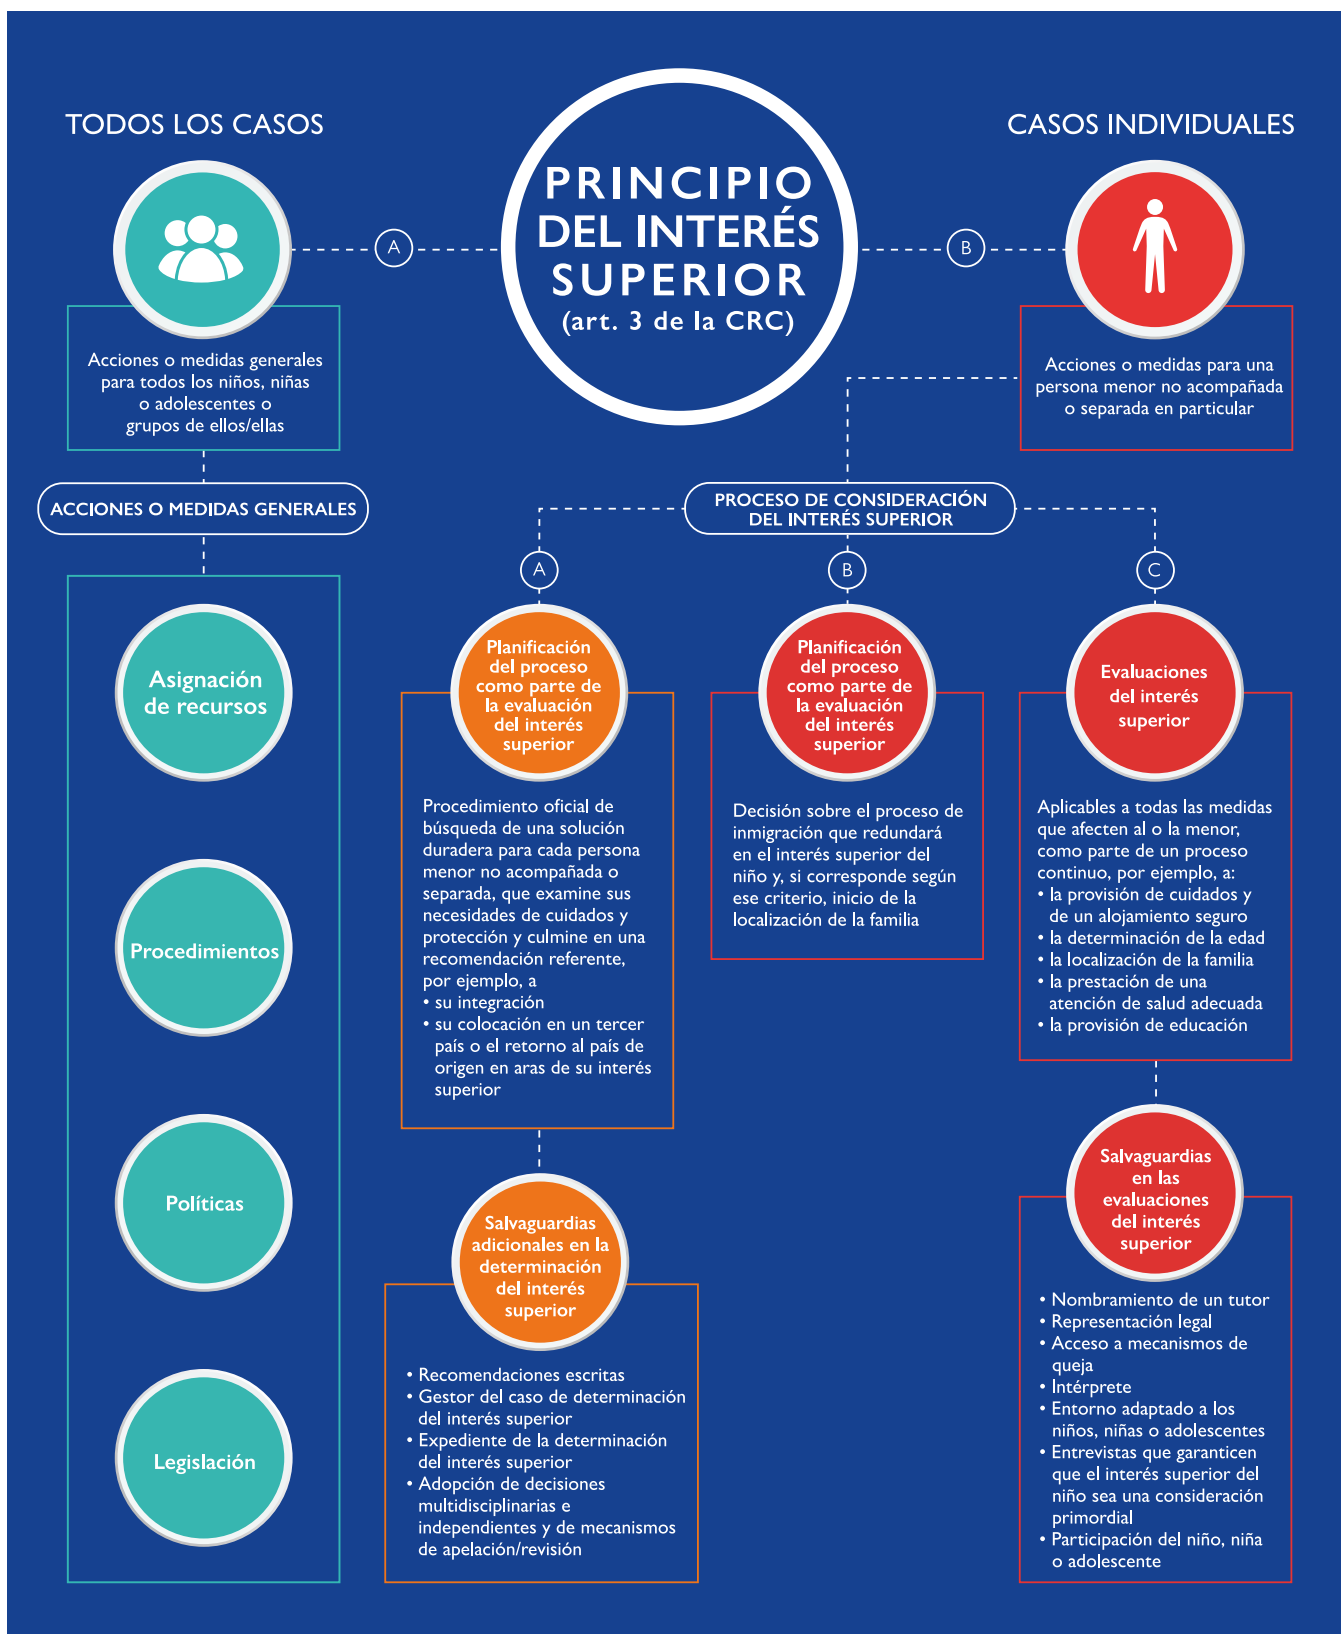 TODOS LOS CASOS
PRINCIPIO
DEL INTERÉS
SUPERIOR
(art. 3 de la CRC)
CASOS INDIVIDUALES
A
B
Acciones o medidas generales
para todos los niños, niñas
o adolescentes o
grupos de ellos/ellas
Acciones o medidas para una
persona menor no acompañada
o separada en particular
ACCIONES O MEDIDAS GENERALES
Asignación
de recursos
Procedimientos
Políticas
Legislación
PROCESO DE CONSIDERACIÓN
DEL INTERÉS SUPERIOR
A
Planificación
del proceso
como parte de
la evaluación
del interés
superior
Procedimiento oficial de
búsqueda de una solución
duradera para cada persona
menor no acompañada o
separada, que examine sus
necesidades de cuidados y
protección y culmine en una
recomendación referente,
por ejemplo, a
• su integración
• su colocación en un tercer
país o el retorno al país de
origen en aras de su interés
superior
Salvaguardias
adicionales en la
determinación
del interés
superior
• Recomendaciones escritas
• Gestor del caso de determinación
del interés superior
• Expediente de la determinación
del interés superior
• Adopción de decisiones
multidisciplinarias e
independientes y de mecanismos
de apelación/revisión
B
Planificación
del proceso
como parte de
la evaluación
del interés
superior
Decisión sobre el proceso de
inmigración que redundará
en el interés superior del
niño y, si corresponde según
ese criterio, inicio de la
localización de la familia
C
Evaluaciones
del interés
superior
Aplicables a todas las medidas
que afecten al o la menor,
como parte de un proceso
continuo, por ejemplo, a:
• la provisión de cuidados y
de un alojamiento seguro
• la determinación de la edad
• la localización de la familia
• la prestación de una
atención de salud adecuada
• la provisión de educación
Salvaguardias
en las
evaluaciones
del interés
superior
• Nombramiento de un tutor
• Representación legal
• Acceso a mecanismos de
queja
• Intérprete
• Entorno adaptado a los
niños, niñas o adolescentes
• Entrevistas que garanticen
que el interés superior del
niño sea una consideración
primordial
• Participación del niño, niña
o adolescente